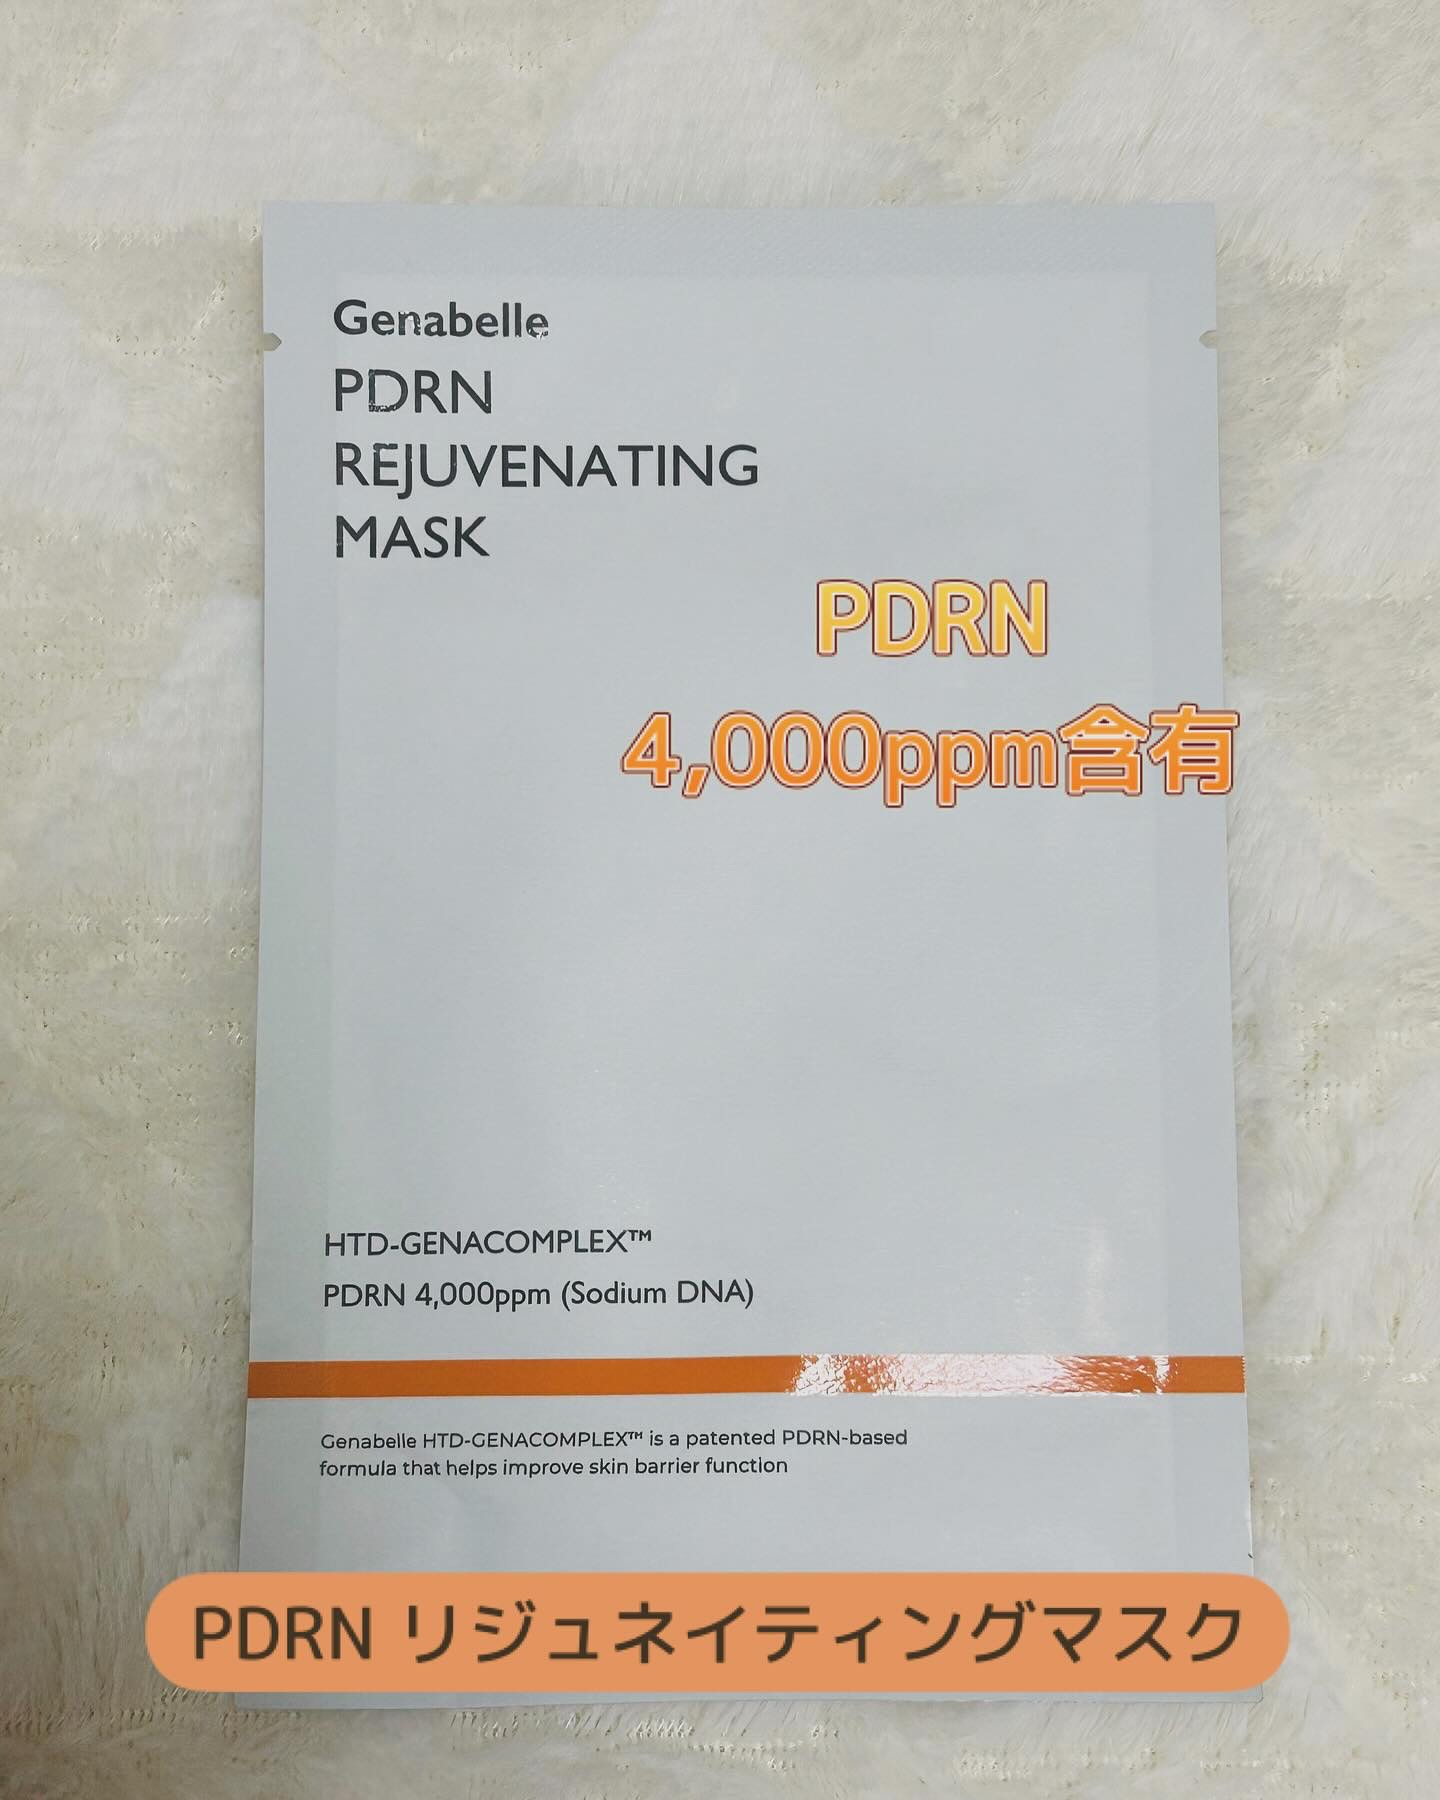 Genabelle
PDRN
REJUVENATING
MASK
PDRN
4,000ppm含有
HTD-GENACOMPLEX™
PDRN 4,000ppm (Sodium DNA)
Genabelle HTD-GENACOMPLEX™ is a patented PDRN-based
formula that helps improve skin barrier function
PDRN リジュネイティングマスク